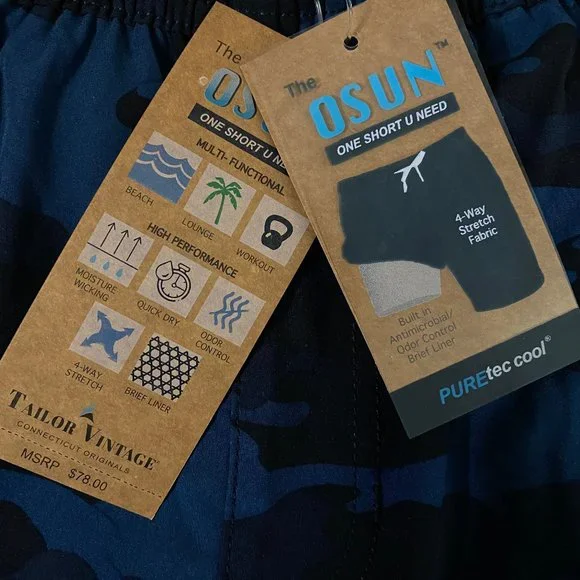 The
OSUN
ONE SHORT U NEED
MULTI-FUNCTIONAL
BEACH
LOUNGE
WORKOUT
HIGH PERFORMANCE
MOISTURE
WICKING
QUICK DRY
ODOR
CONTROL
4-WAY
STRETCH
BRIEF LINER
TAILOR VINTAGE
CONNECTICUT ORIGINALS
MSRP $78.00
The
OSUN™
ONE SHORT U NEED
4-Way
Stretch
Fabric
Built in
Antimicrobial/
Odor Control
Brief Liner
PUREtec cool®